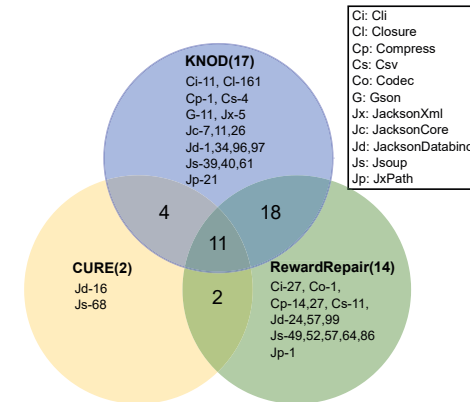 Ci: Cli
Cl: Closure
Cp: Compress
Cs: Csv
Co: Codec
G: Gson
Jx: JacksonXml
Jc: JacksonCore
Jd: JacksonDatabind
Js: Jsoup
Jp: JxPath
KNOD(17)
Ci-11, Cl-161
Cp-1, Cs-4
G-11, Jx-5
Jc-7,11,26
Jd-1,34,96,97
Js-39,40,61
Jp-21
4
18
11
CURE(2)
Jd-16
Js-68
2
RewardRepair(14)
Ci-27, Co-1,
Cp-14,27, Cs-11,
Jd-24,57,99
Js-49,52,57,64,86
Jp-1